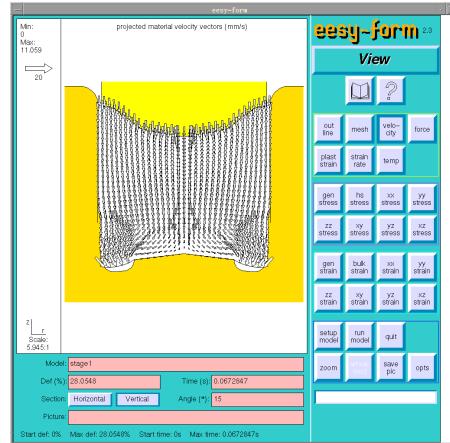 eesy-form
Min:
0
Max:
11.059
20
projected material velocity vectors (mm/s)
z
r
Scale:
5.945:1
eesy-form 2.3
View
?
out line
mesh
velo-city
force
plast strain
strain rate
temp
gen stress
hs stress
xx stress
yy stress
zz stress
xy stress
yz stress
xz stress
gen strain
bulk strain
xx strain
yy strain
zz strain
xy strain
yz strain
xz strain
setup model
run model
quit
zoom
save pic
opts
Model: stage1
Def (%): 28.0548
Time (s): 0.0672847
Section: Horizontal Vertical
Angle (°): 15
Picture:
Start def: 0% Max def: 28.0548% Start time: 0s Max time: 0.0672847s